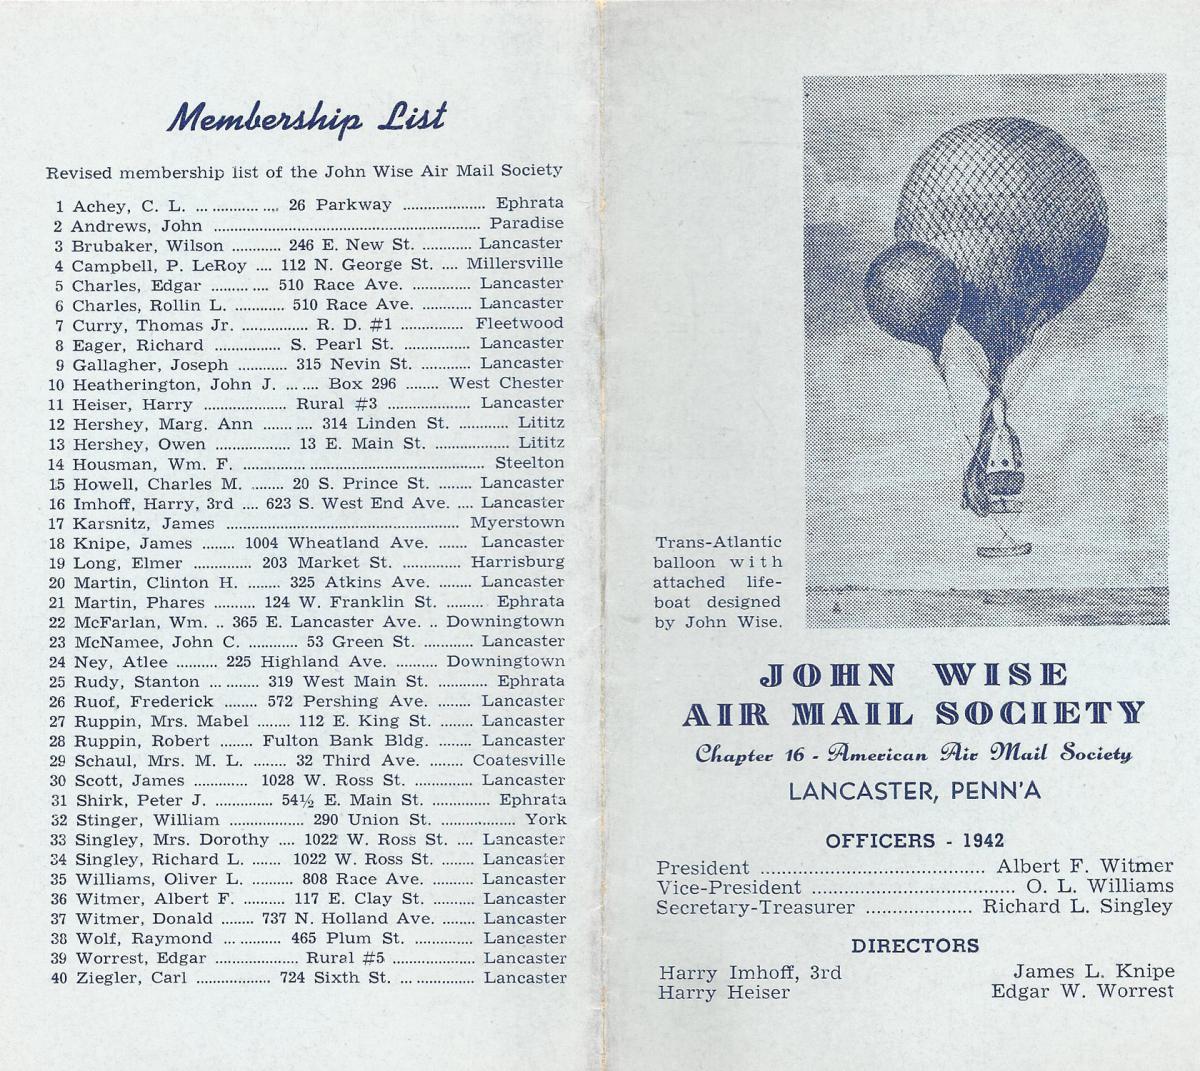 Membership List
Revised membership list of the John Wise Air Mail Society
1 Achey, C. L. ... ............. ... 26 Parkway ..................... Ephrata
2 Andrews, John .................................................................... Paradise
3 Brubaker, Wilson ............ 246 E. New St. ............ Lancaster
4 Campbell, P. LeRoy .... 112 N. George St. .... Millersville
5 Charles, Edgar ......... .... 510 Race Ave. .............. Lancaster
6 Charles, Rollin L. ............ 510 Race Ave. ............ Lancaster
7 Curry, Thomas Jr. ................ R. D. #1 ............... Fleetwood
8 Eager, Richard ................ S. Pearl St. ............... Lancaster
9 Gallagher, Joseph ............ 315 Nevin St. ............ Lancaster
10 Heatherington, John J. ... .... Box 296 ........ West Chester
11 Heiser, Harry ..................... Rural #3 ..................... Lancaster
12 Hershey, Marg. Ann ....... .... 314 Linden St. ............ Lititz
13 Hershey, Owen ................ 13 E. Main St. ............... Lititz
14 Housman, Wm. F. ................ ............................................ Steelton
15 Howell, Charles M. ........ 20 S. Prince St. ........ Lancaster
16 Imhoff, Harry, 3rd .... 623 S. West End Ave. .... Lancaster
17 Karsnitz, James ............................................................ Myerstown
18 Knipe, James ........ 1004 Wheatland Ave. ....... Lancaster
19 Long, Elmer ............... 203 Market St. ............... Harrisburg
20 Martin, Clinton H. ........ 325 Atkins Ave. ........ Lancaster
21 Martin, Phares .......... 124 W. Franklin St. ......... Ephrata
22 McFarlan, Wm. .. 365 E. Lancaster Ave. .. Downingtown
23 McNamee, John C. ............ 53 Green St. ............ Lancaster
24 Ney, Atlee ......... 225 Highland Ave. .......... Downingtown
25 Rudy, Stanton ... ........ 319 West Main St. .......... Ephrata
26 Ruof, Frederick ........ 572 Pershing Ave. ........ Lancaster
27 Ruppin, Mrs. Mabel ........ 112 E. King St. ........ Lancaster
28 Ruppin, Robert ........ Fulton Bank Bldg. ........ Lancaster
29 Schaul, Mrs. M. L. ........ 32 Third Ave. ........ Coatesville
30 Scott, James ............. 1028 W. Ross St. ............ Lancaster
31 Shirk, Peter J. .............. 54½ E. Main St. ............. Ephrata
32 Stinger, William .................. 290 Union St. .................. York
33 Singley, Mrs. Dorothy .... 1022 W. Ross St. .... Lancaster
34 Singley, Richard L. ...... 1022 W. Ross St. ...... Lancaster
35 Williams, Oliver L. .......... 808 Race Ave. .......... Lancaster
36 Witmer, Albert F. .......... 117 E. Clay St. .......... Lancaster
37 Witmer, Donald ........ 737 N. Holland Ave. ....... Lancaster
38 Wolf, Raymond ... .......... 465 Plum St. .............. Lancaster
39 Worrest, Edgar ..................... Rural #5 .................. Lancaster
40 Ziegler, Carl .................. 724 Sixth St. ... .............. Lancaster
Trans-Atlantic
balloon with
attached life-
boat designed
by John Wise.
JOHN WISE
AIR MAIL SOCIETY
Chapter 16 - American Air Mail Society
LANCASTER, PENN'A
OFFICERS - 1942
President ........................................ Albert F. Witmer
Vice-President .................................... O. L. Williams
Secretary-Treasurer ................... Richard L. Singley
DIRECTORS
Harry Imhoff, 3rd James L. Knipe
Harry Heiser Edgar W. Worrest